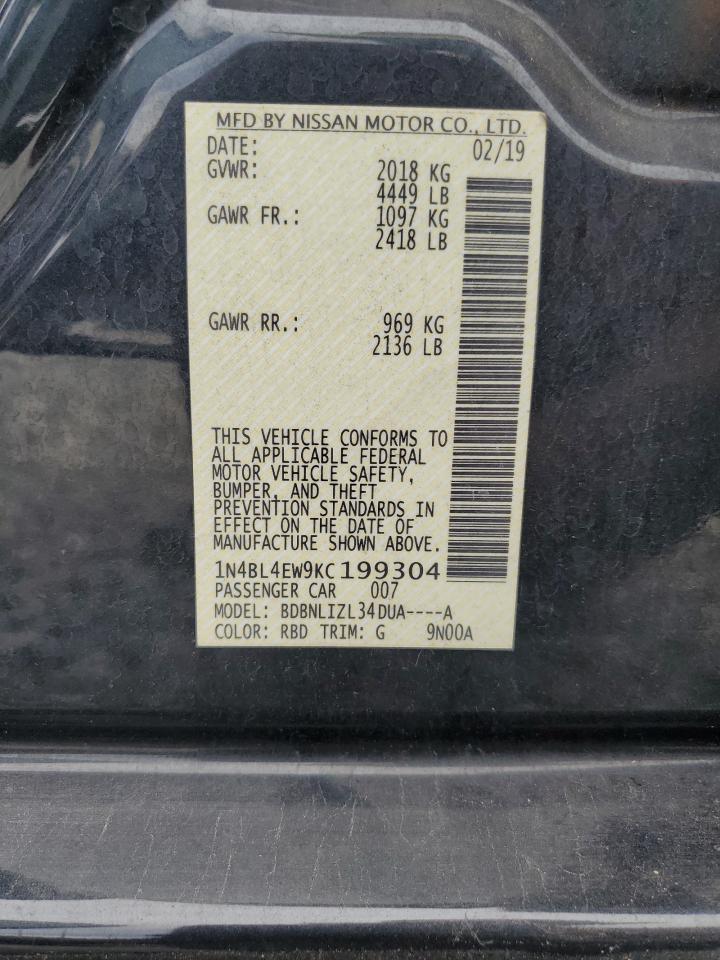 MFD BY NISSAN MOTOR CO., LTD.
DATE: 02/19
GVWR: 2018 KG
4449 LB
GAWR FR.: 1097 KG
2418 LB
GAWR RR.: 969 KG
2136 LB
THIS VEHICLE CONFORMS TO
ALL APPLICABLE FEDERAL
MOTOR VEHICLE SAFETY,
BUMPER, AND THEFT
PREVENTION STANDARDS IN
EFFECT ON THE DATE OF
MANUFACTURE SHOWN ABOVE.
1N4BL4EW9KC199304
PASSENGER CAR 007
MODEL: BDBNLIZL34DUA----A
COLOR: RBD TRIM: G 9N00A